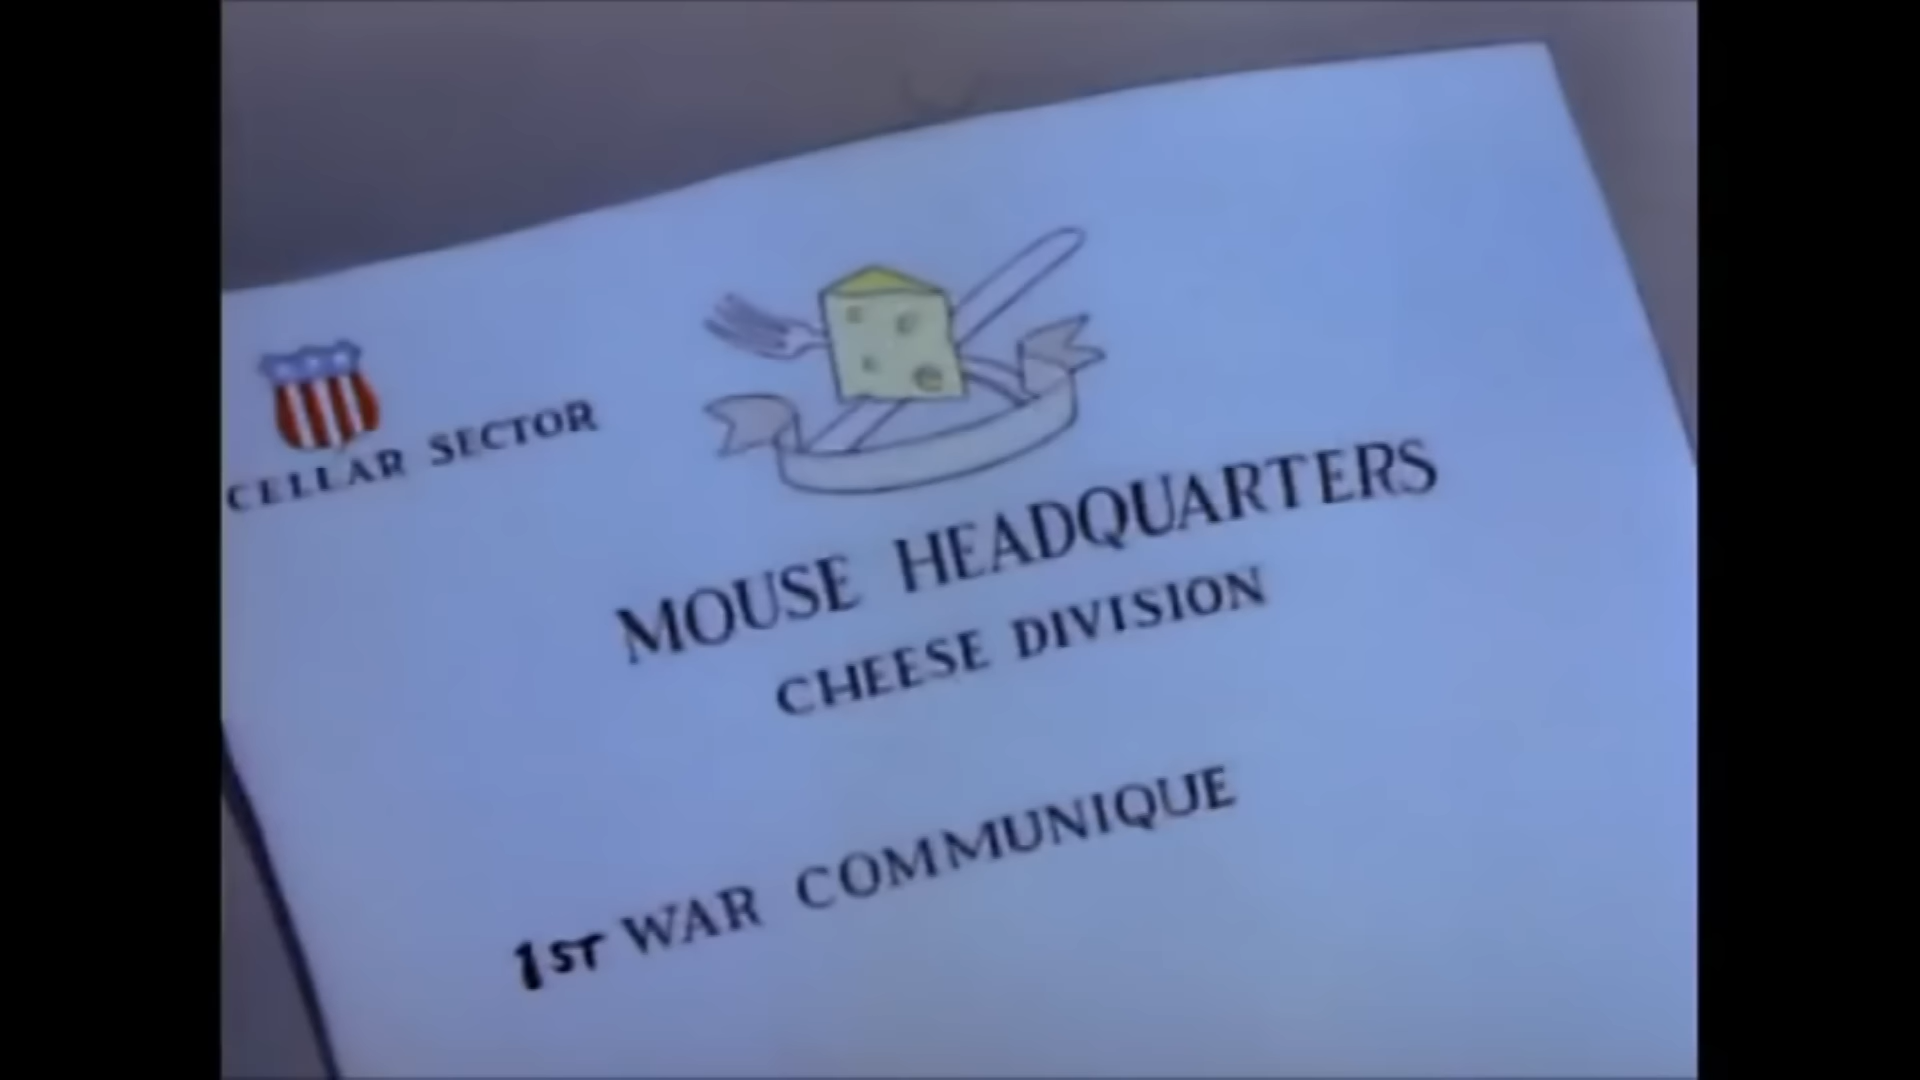 CELLAR SECTOR
MOUSE HEADQUARTERS
CHEESE DIVISION
1ST WAR COMMUNIQUE